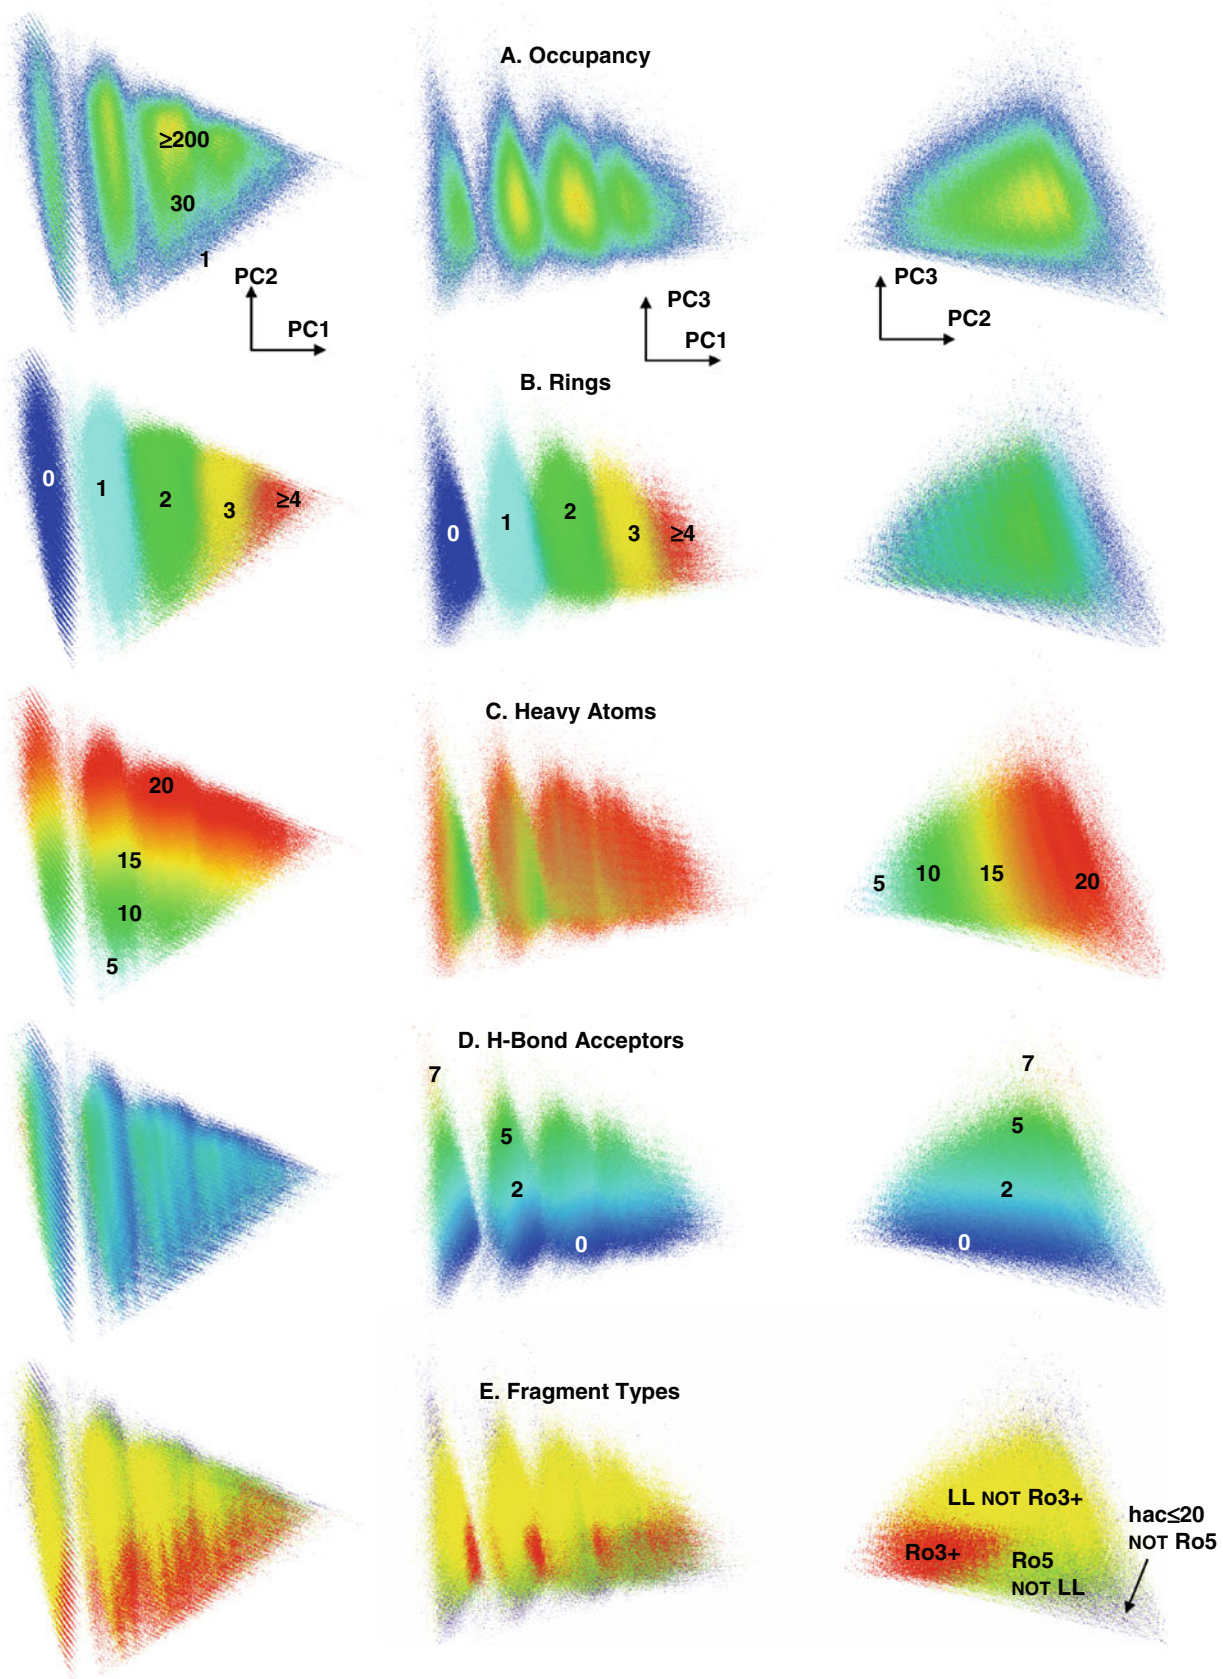 A. Occupancy
≥200
30
1
PC2
PC1
PC3
PC1
PC3
PC2
B. Rings
0
1
2
3
≥4
0
1
2
3
≥4
C. Heavy Atoms
20
15
10
5
5
10
15
20
D. H-Bond Acceptors
7
5
2
0
7
5
2
0
E. Fragment Types
LL NOT Ro3+
hac≤20
NOT Ro5
Ro3+
Ro5
NOT LL